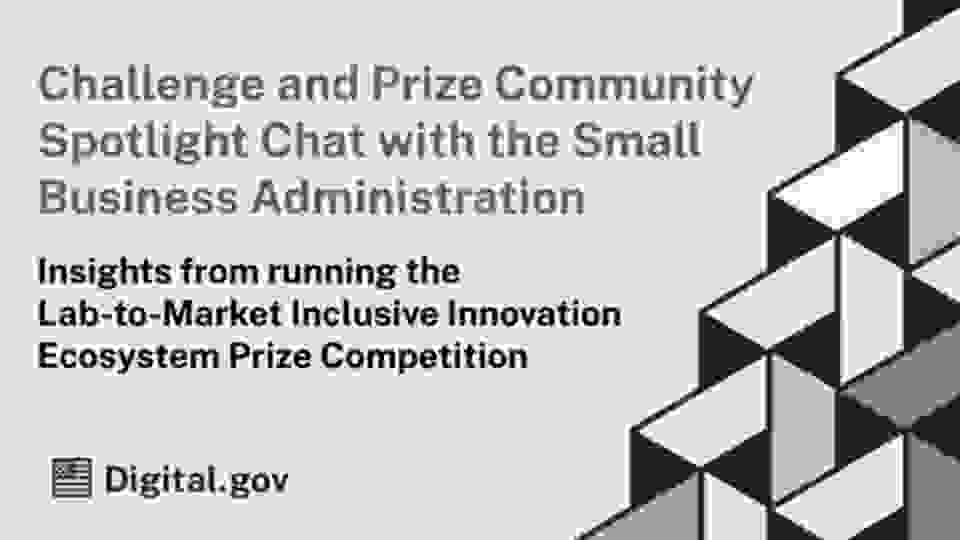 Challenge and Prize Community
Spotlight Chat with the Small
Business Administration
Insights from running the
Lab-to-Market Inclusive Innovation
Ecosystem Prize Competition
Digital.gov